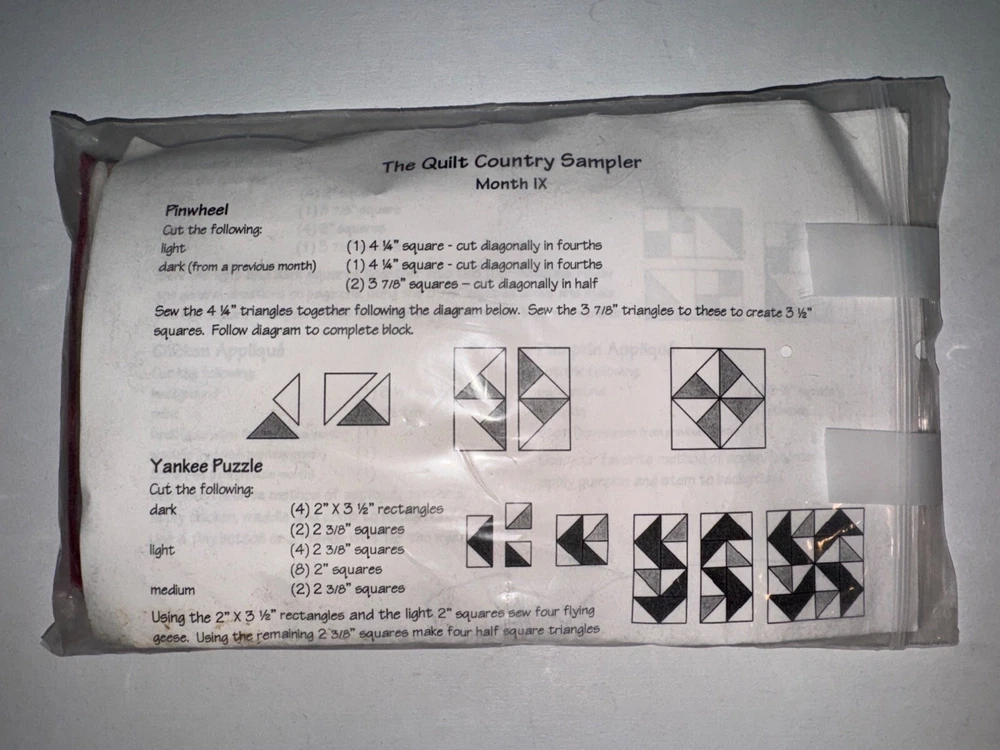 The Quilt Country Sampler
Month IX
Pinwheel
Cut the following:
light (1) 4 ¼" square - cut diagonally in fourths
dark (from a previous month) (1) 4 ¼" square - cut diagonally in fourths
(2) 3 7/8" squares – cut diagonally in half
Sew the 4 ¼" triangles together following the diagram below. Sew the 3 7/8" triangles to these to create 3 ½"
squares. Follow diagram to complete block.
Yankee Puzzle
Cut the following:
dark (4) 2" X 3 ½" rectangles
(2) 2 3/8" squares
light (4) 2 3/8" squares
(8) 2" squares
medium (2) 2 3/8" squares
Using the 2" X 3 ½" rectangles and the light 2" squares sew four flying
geese. Using the remaining 2 3/8" squares make four half square triangles